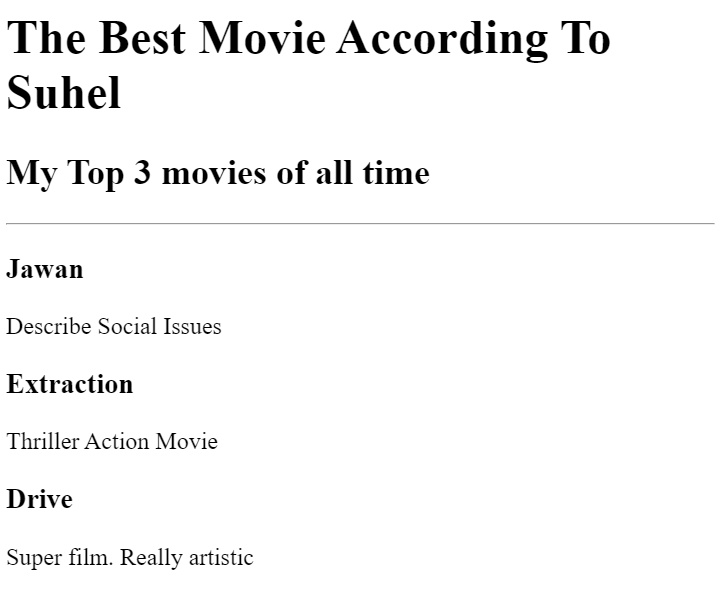 The Best Movie According To
Suhel
My Top 3 movies of all time
Jawan
Describe Social Issues
Extraction
Thriller Action Movie
Drive
Super film. Really artistic